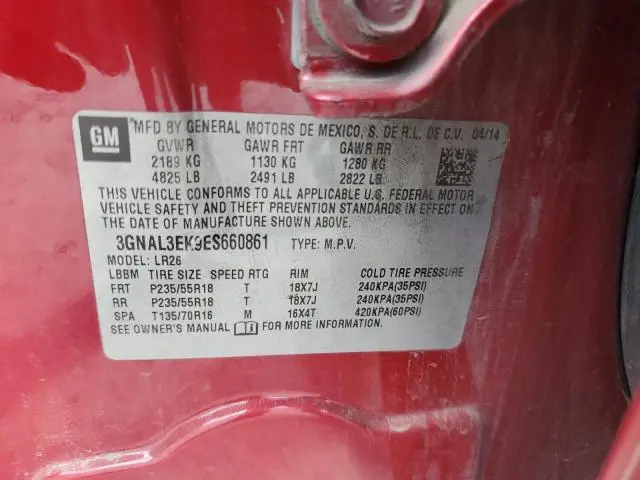 GM
MFD BY GENERAL MOTORS DE MEXICO, S. DE R.L. DE C.V. 04/14
GVWR GAWR FRT GAWR RR
2189 KG 1130 KG 1280 KG
4825 LB 2491 LB 2822 LB
THIS VEHICLE CONFORMS TO ALL APPLICABLE U.S. FEDERAL MOTOR
VEHICLE SAFETY AND THEFT PREVENTION STANDARDS IN EFFECT ON
THE DATE OF MANUFACTURE SHOWN ABOVE.
3GNAL3EK9ES660861 TYPE: M.P.V.
MODEL: LR26
LBBM TIRE SIZE SPEED RTG RIM COLD TIRE PRESSURE
FRT P235/55R18 T 18X7J 240KPA(35PSI)
RR P235/55R18 T 18X7J 240KPA(35PSI)
SPA T135/70R16 M 16X4T 420KPA(60PSI)
SEE OWNER'S MANUAL FOR MORE INFORMATION.